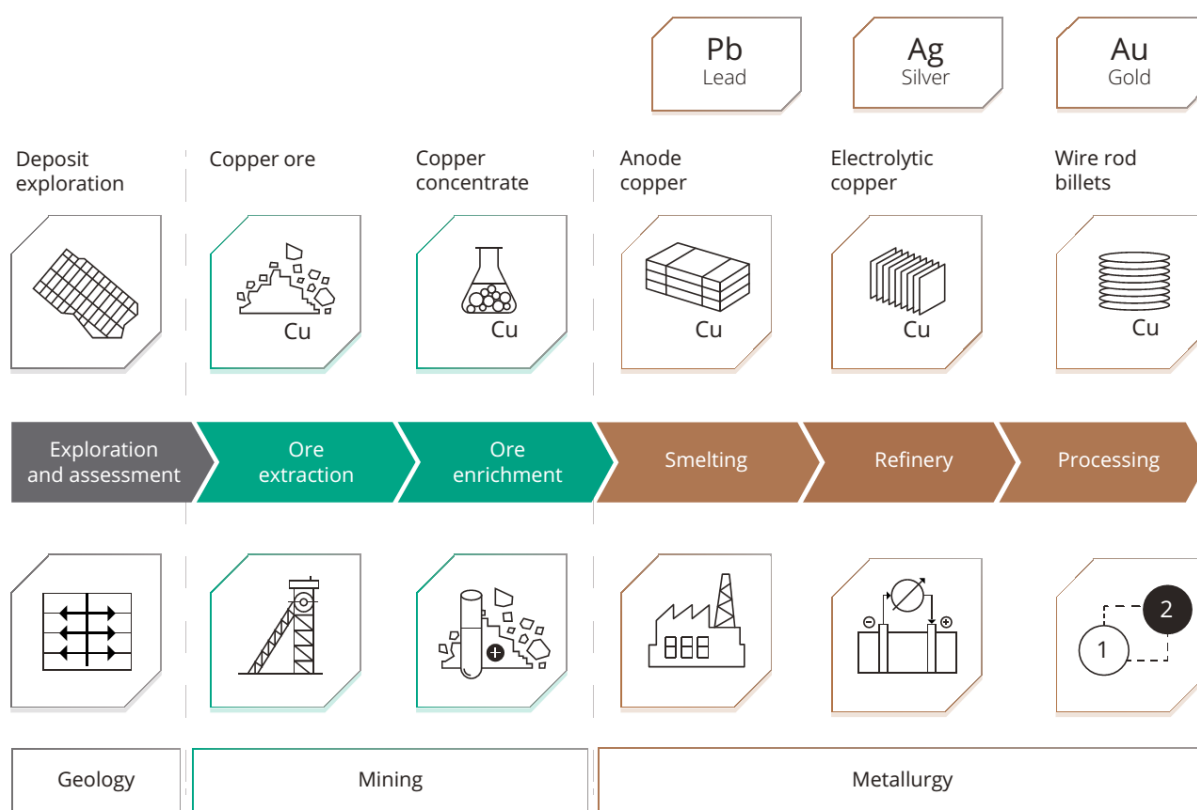 Pb
Lead
Ag
Silver
Au
Gold
Deposit
exploration
Copper ore
Copper
concentrate
Anode
copper
Electrolytic
copper
Wire rod
billets
Cu
Cu
Cu
Cu
Cu
Exploration
and assessment
Ore
extraction
Ore
enrichment
Smelting
Refinery
Processing
1
2
Geology
Mining
Metallurgy